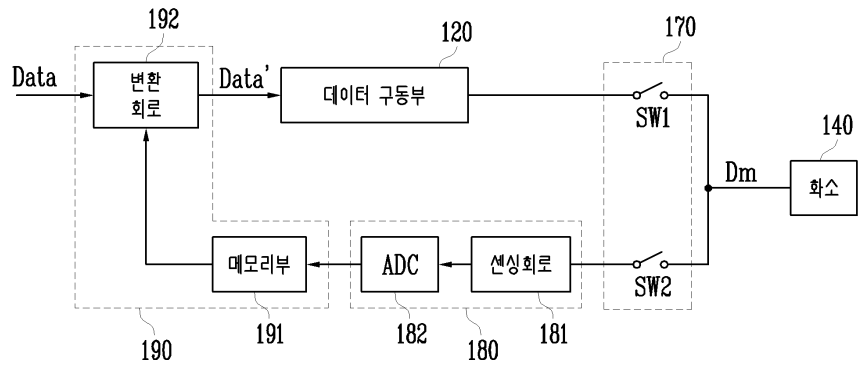 192
120
170
Data
변환
회로
Data'
데이터 구동부
SW1
140
Dm
화소
메모리부
ADC
센싱회로
SW2
190
191
182
180
181